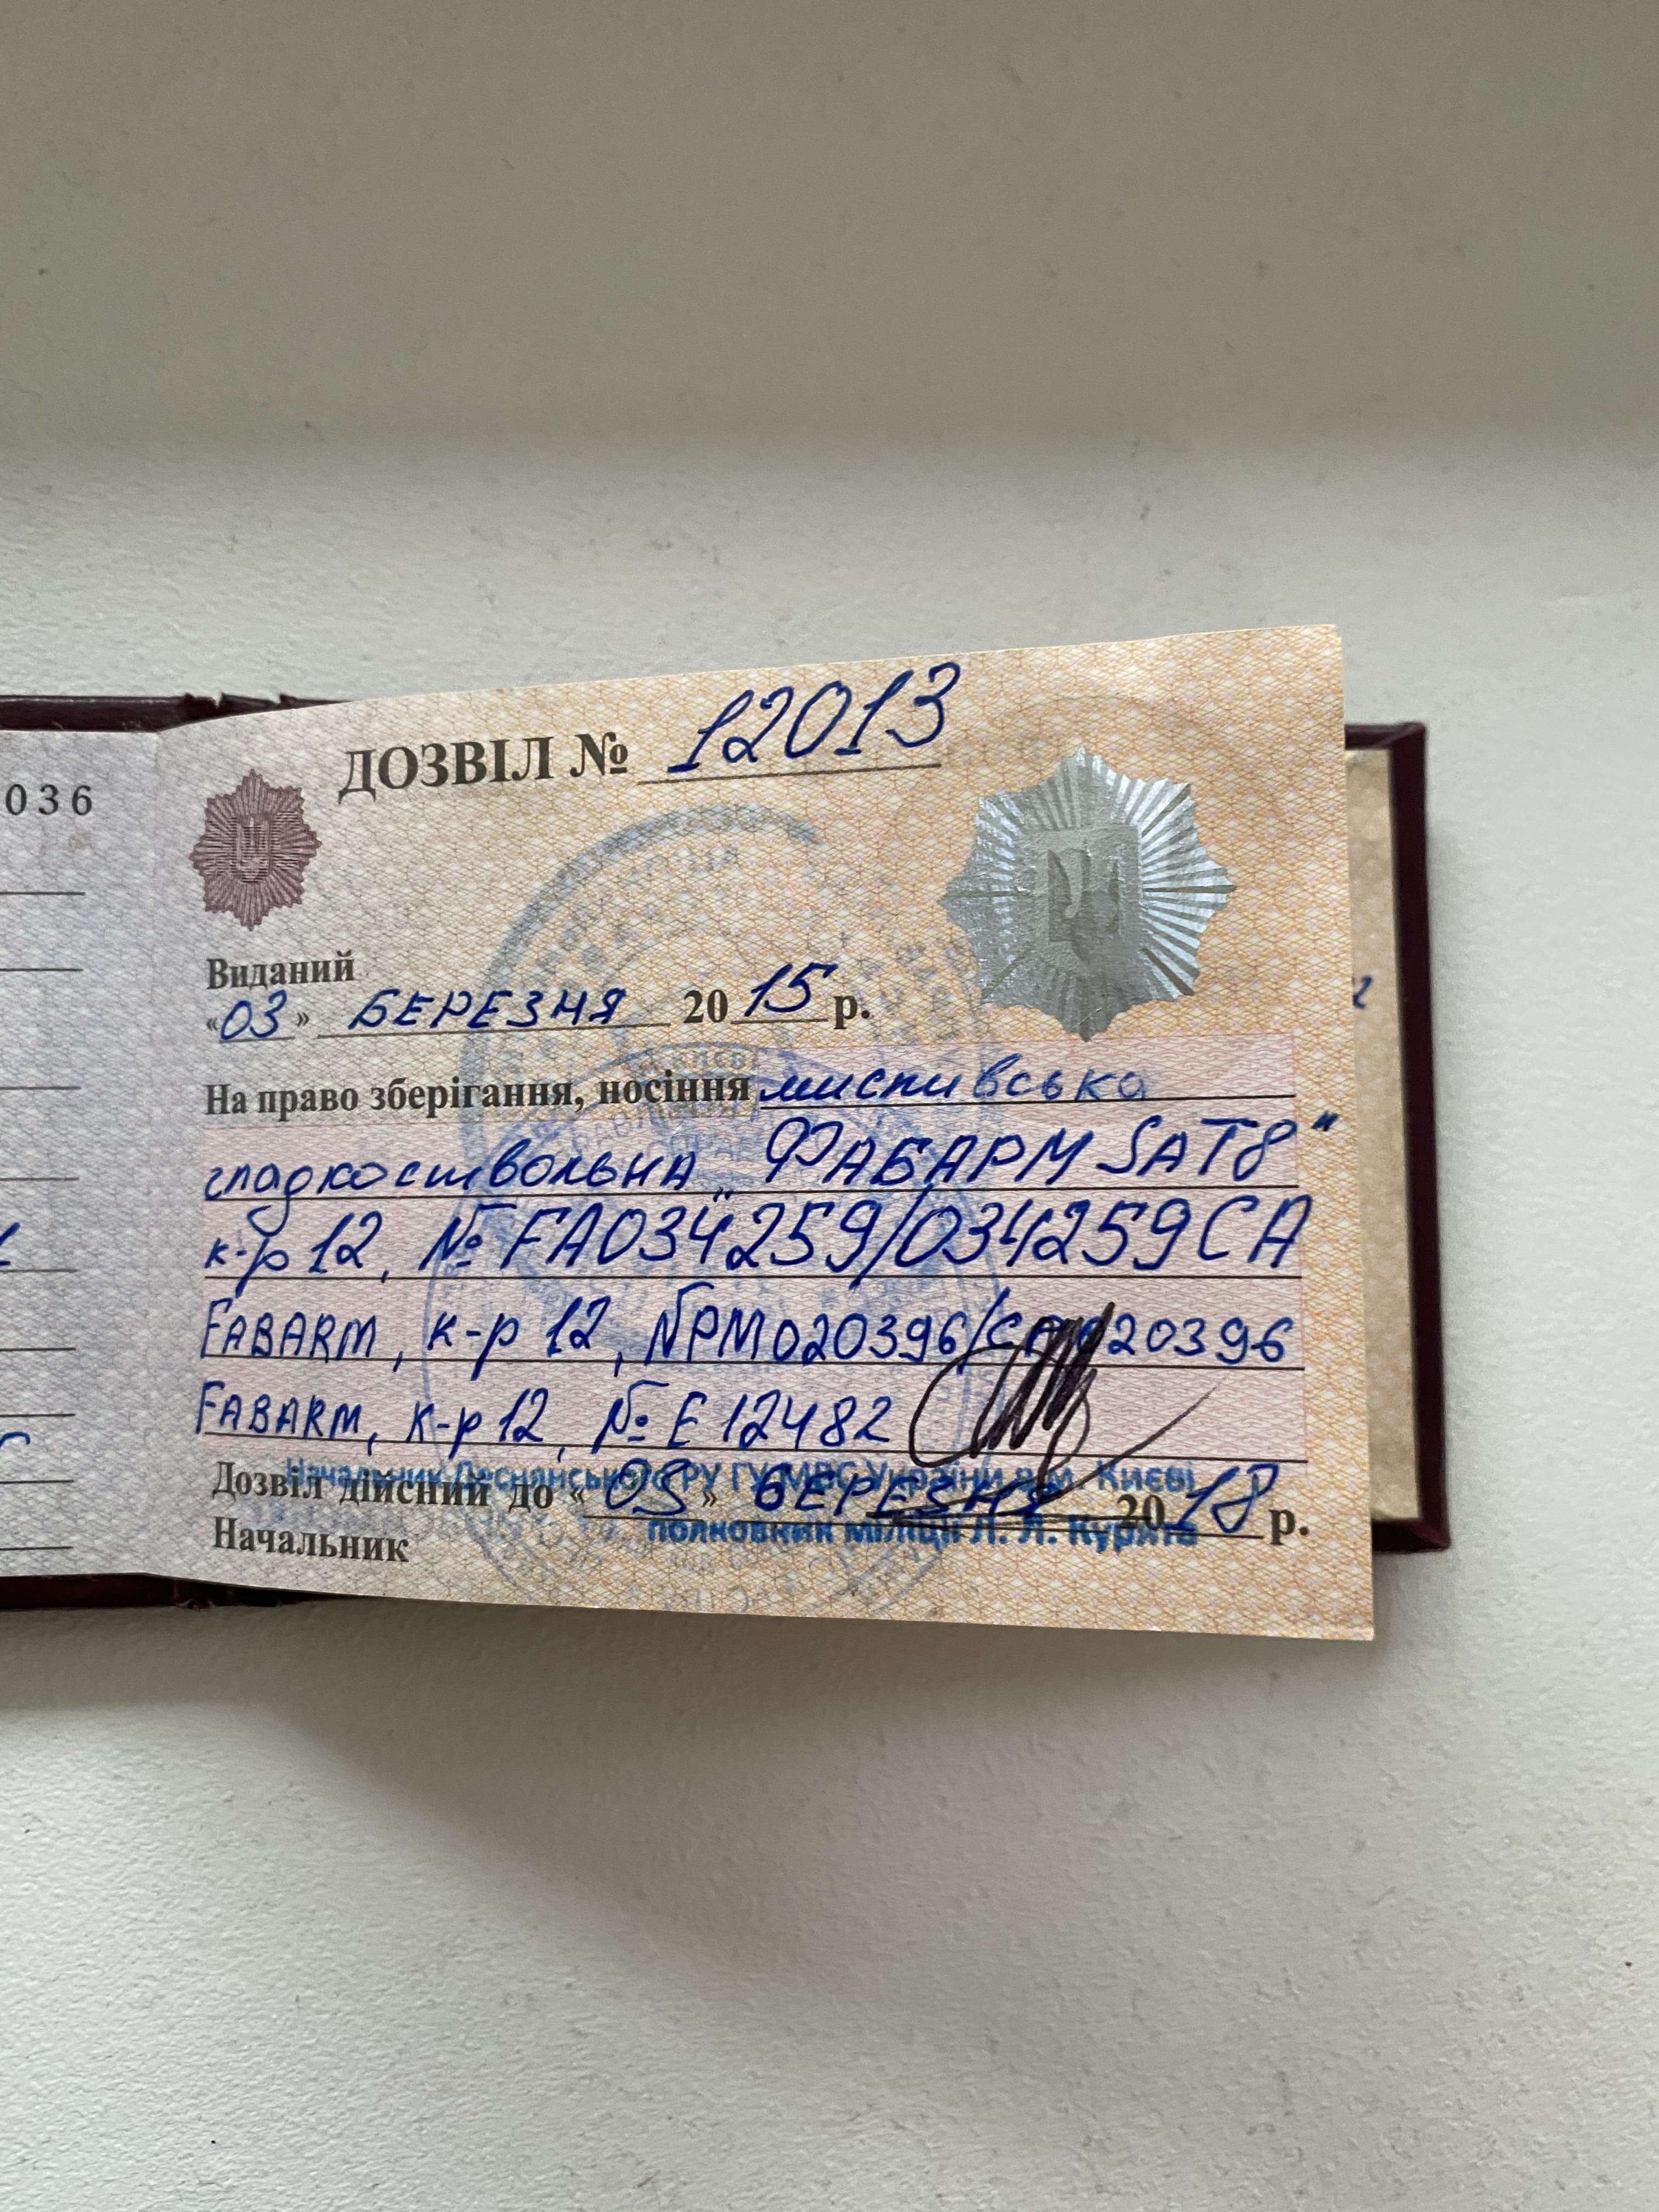 036
ДОЗВІЛ № 12013
Виданий
«03» БЕРЕЗНЯ 2015 р.
На право зберігання, носіння мисливська
гладкоствольна „ФАБАРМ SAT8"
к-р 12, № FA034259/034259CA
FABARM, к-р 12, №PM020396/CA020396
FABARM, к-р 12, № E 12482
Начальник Деснянського РУ ГУМВС України в м. Києві
Дозвіл дійсний до «03» БЕРЕЗНЯ 2018 р.
полковник міліції Л. Л.
Начальник